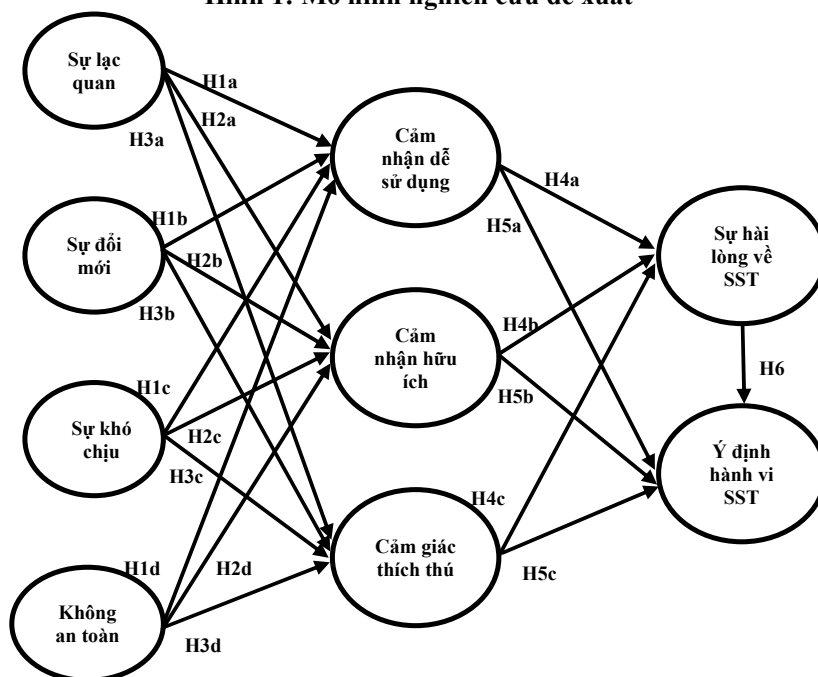 Hình 1: Mô hình nghiên cứu đề xuất
Sự lạc
quan
H1a
H2a
H3a
Cảm
nhận dễ
sử dụng
H4a
H5a
Sự đổi
mới
H1b
H2b
H3b
Sự hài
lòng về
SST
Cảm
nhận hữu
ích
H4b
H5b
H6
Sự khó
chịu
H1c
H2c
H3c
Ý định
hành vi
SST
Cảm giác
thích thú
H4c
H5c
Không
an toàn
H1d
H2d
H3d